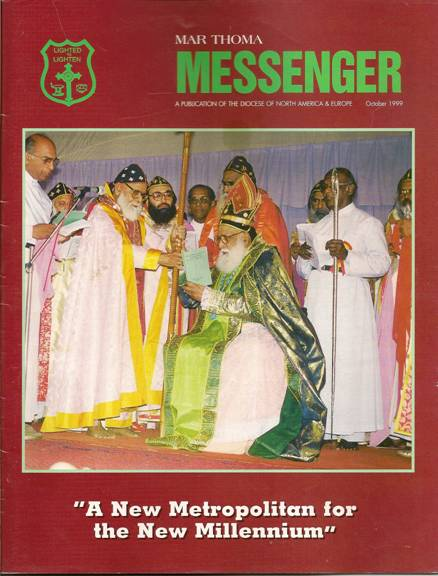 LIGHTED
TO
LIGHTEN
MAR THOMA
MESSENGER
A PUBLICATION OF THE DIOCESE OF NORTH AMERICA & EUROPE October 1999
"A New Metropolitan for
the New Millennium"